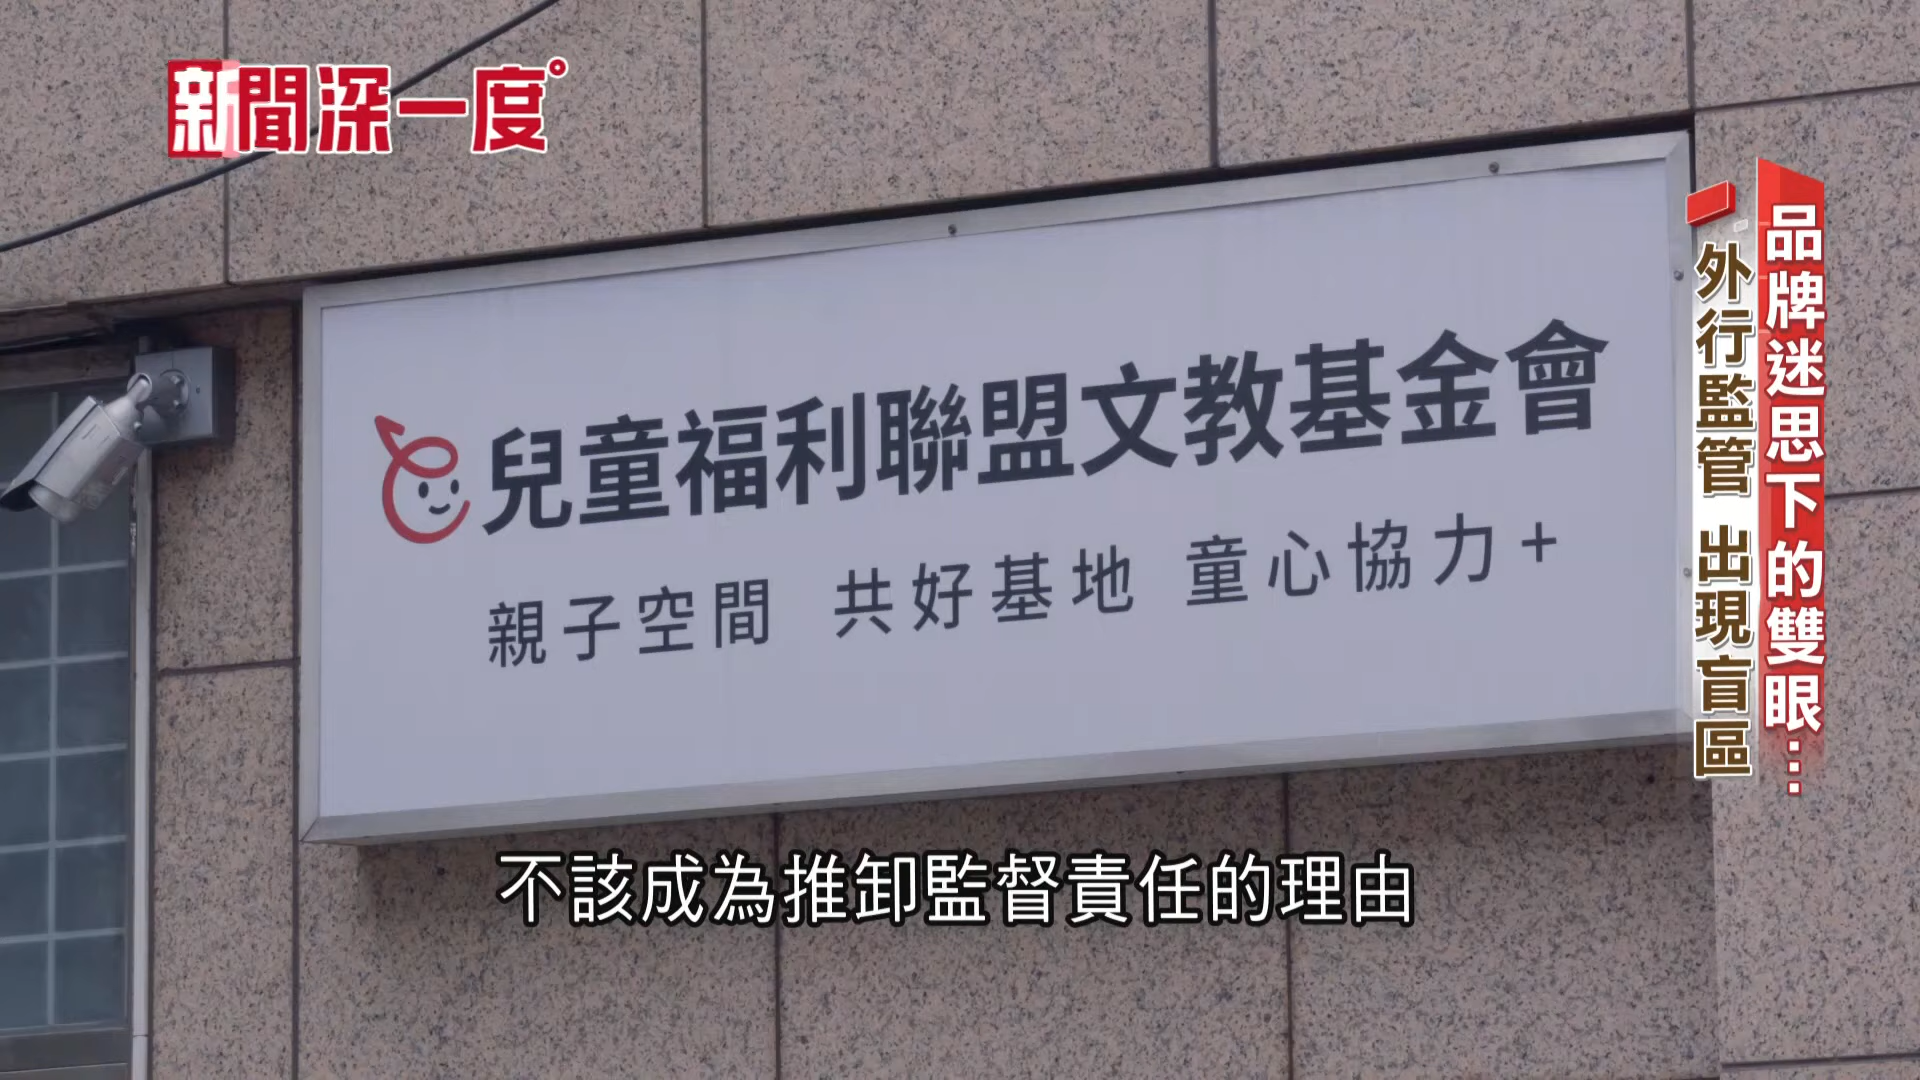 新聞深一度
品牌迷思下的雙眼…
外行監管 出現盲區
兒童福利聯盟文教基金會
親子空間 共好基地 童心協力+
不該成為推卸監督責任的理由